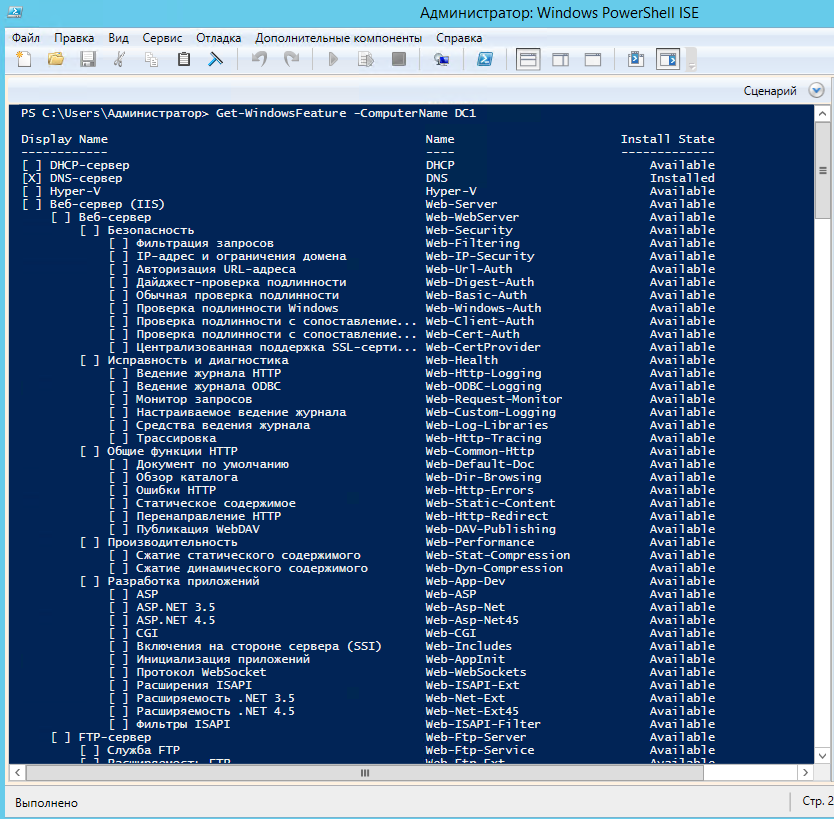 Администратор: Windows PowerShell ISE
Файл Правка Вид Сервис Отладка Дополнительные компоненты Справка
Сценарий
PS C:\Users\Администратор> Get-WindowsFeature -ComputerName DC1
Display Name Name Install State
------------ ---- -------------
[ ] DHCP-сервер DHCP Available
[X] DNS-сервер DNS Installed
[ ] Hyper-V Hyper-V Available
[ ] Веб-сервер (IIS) Web-Server Available
[ ] Веб-сервер Web-WebServer Available
[ ] Безопасность Web-Security Available
[ ] Фильтрация запросов Web-Filtering Available
[ ] IP-адрес и ограничения домена Web-IP-Security Available
[ ] Авторизация URL-адреса Web-Url-Auth Available
[ ] Дайджест-проверка подлинности Web-Digest-Auth Available
[ ] Обычная проверка подлинности Web-Basic-Auth Available
[ ] Проверка подлинности Windows Web-Windows-Auth Available
[ ] Проверка подлинности с сопоставление... Web-Client-Auth Available
[ ] Проверка подлинности с сопоставление... Web-Cert-Auth Available
[ ] Централизованная поддержка SSL-серти... Web-CertProvider Available
[ ] Исправность и диагностика Web-Health Available
[ ] Ведение журнала HTTP Web-Http-Logging Available
[ ] Ведение журнала ODBC Web-ODBC-Logging Available
[ ] Монитор запросов Web-Request-Monitor Available
[ ] Настраиваемое ведение журнала Web-Custom-Logging Available
[ ] Средства ведения журнала Web-Log-Libraries Available
[ ] Трассировка Web-Http-Tracing Available
[ ] Общие функции HTTP Web-Common-Http Available
[ ] Документ по умолчанию Web-Default-Doc Available
[ ] Обзор каталога Web-Dir-Browsing Available
[ ] Ошибки HTTP Web-Http-Errors Available
[ ] Статическое содержимое Web-Static-Content Available
[ ] Перенаправление HTTP Web-Http-Redirect Available
[ ] Публикация WebDAV Web-DAV-Publishing Available
[ ] Производительность Web-Performance Available
[ ] Сжатие статического содержимого Web-Stat-Compression Available
[ ] Сжатие динамического содержимого Web-Dyn-Compression Available
[ ] Разработка приложений Web-App-Dev Available
[ ] ASP Web-ASP Available
[ ] ASP.NET 3.5 Web-Asp-Net Available
[ ] ASP.NET 4.5 Web-Asp-Net45 Available
[ ] CGI Web-CGI Available
[ ] Включения на стороне сервера (SSI) Web-Includes Available
[ ] Инициализация приложений Web-AppInit Available
[ ] Протокол WebSocket Web-WebSockets Available
[ ] Расширения ISAPI Web-ISAPI-Ext Available
[ ] Расширяемость .NET 3.5 Web-Net-Ext Available
[ ] Расширяемость .NET 4.5 Web-Net-Ext45 Available
[ ] Фильтры ISAPI Web-ISAPI-Filter Available
[ ] FTP-сервер Web-Ftp-Server Available
[ ] Служба FTP Web-Ftp-Service Available
[ ] Расширяемость FTP Web-Ftp-Ext Available
Выполнено Стр. 2